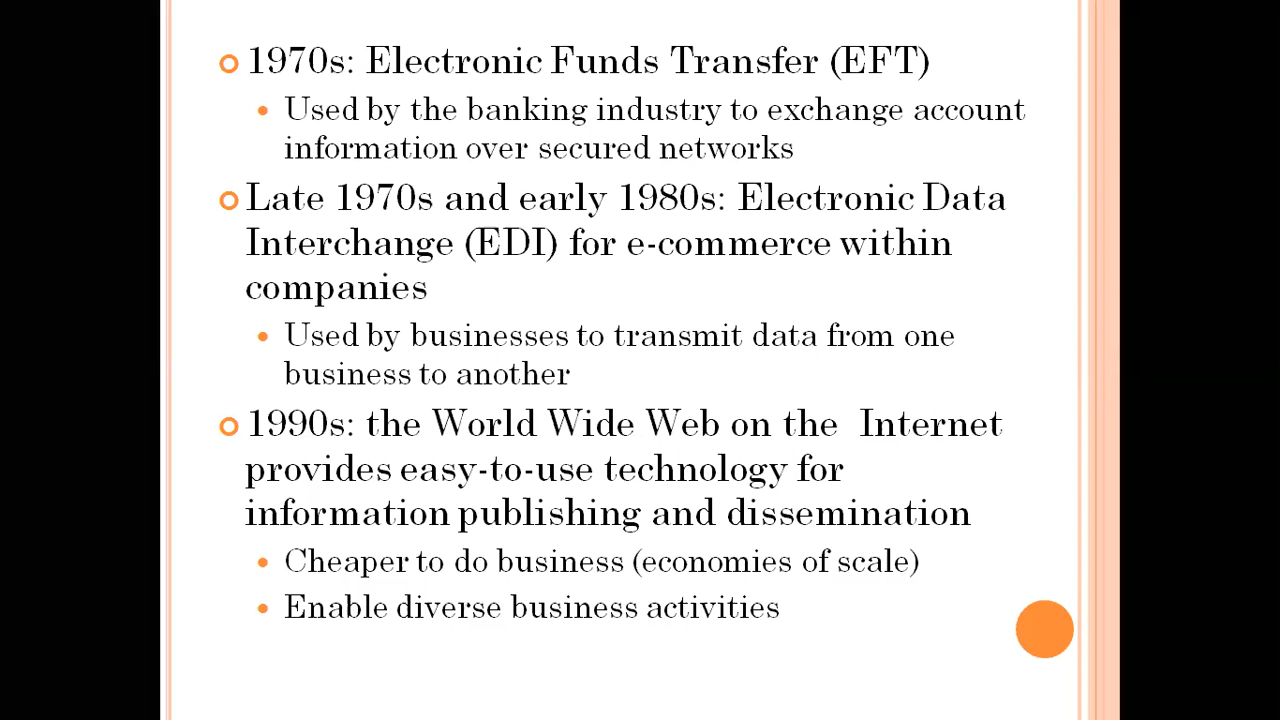 1970s: Electronic Funds Transfer (EFT)
Used by the banking industry to exchange account
information over secured networks
Late 1970s and early 1980s: Electronic Data
Interchange (EDI) for e-commerce within
companies
Used by businesses to transmit data from one
business to another
1990s: the World Wide Web on the  Internet
provides easy-to-use technology for
information publishing and dissemination
Cheaper to do business (economies of scale)
Enable diverse business activities